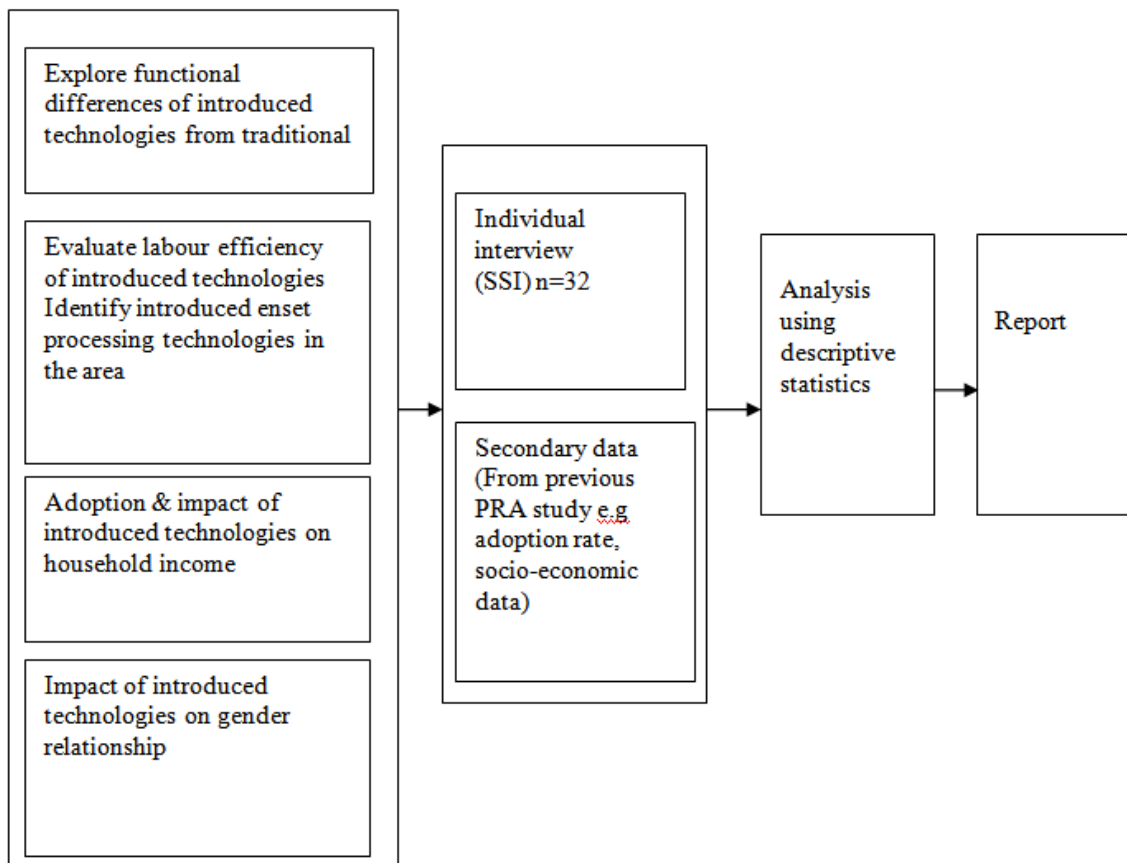 Explore functional
differences of introduced
technologies from traditional
Evaluate labour efficiency
of introduced technologies
Identify introduced enset
processing technologies in
the area
Adoption & impact of
introduced technologies on
household income
Impact of introduced
technologies on gender
relationship
Individual
interview
(SSI) n=32
Secondary data
(From previous
PRA study e.g
adoption rate,
socio-economic
data)
Analysis
using
descriptive
statistics
Report